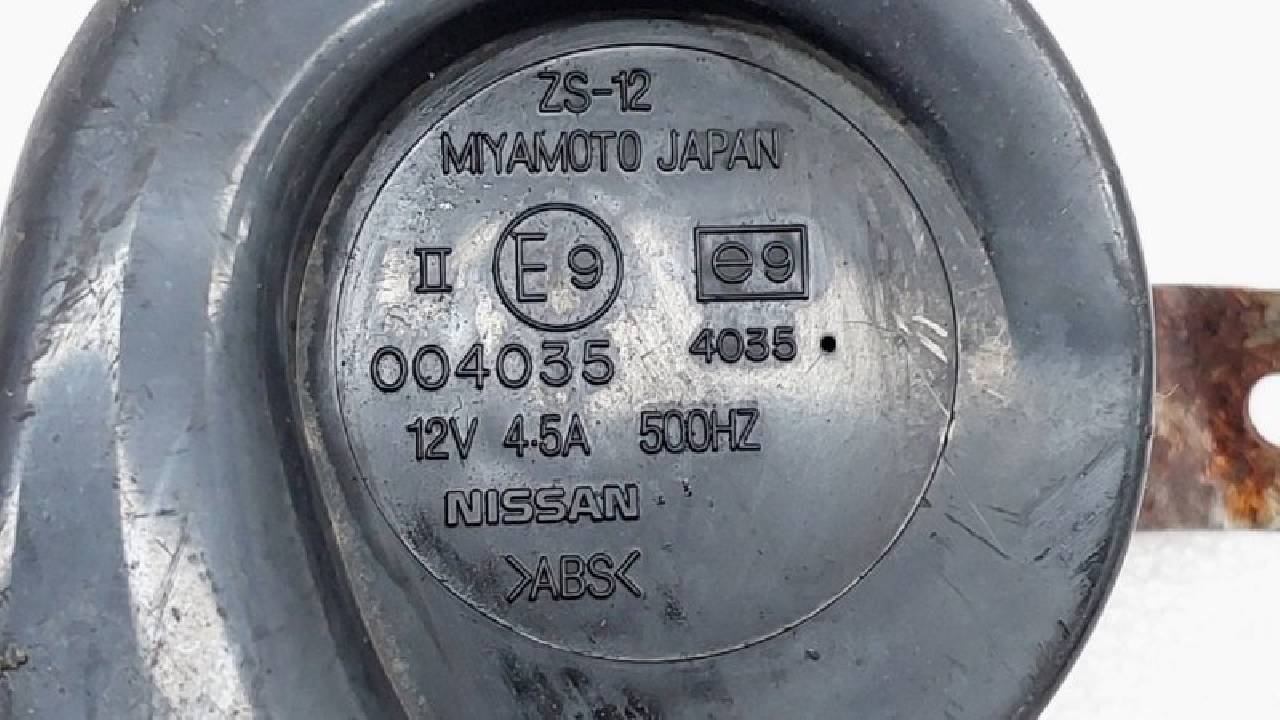 ZS-12
MIYAMOTO JAPAN
II E9 e9
004035 4035
12V 4.5A 500HZ
NISSAN
>ABS<